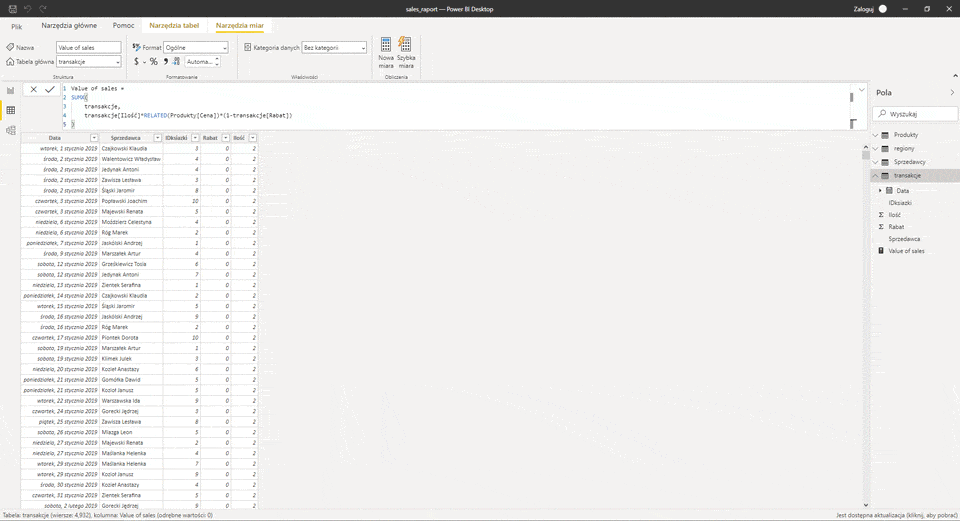 sales_raport — Power BI Desktop
Zaloguj
Plik
Narzędzia główne
Pomoc
Narzędzia tabel
Narzędzia miar
Nazwa
Value of sales
Format
Ogólne
Kategoria danych
Bez kategorii
Tabela główna
transakcje
$
%
Automa...
Nowa miara
Szybka miara
Struktura
Formatowanie
Właściwości
Obliczenia
1 Value of sales =
2 SUMX(
3 transakcje,
4 transakcje[Ilość]*RELATED(Produkty[Cena])*(1-transakcje[Rabat])
5 )
Data Sprzedawca IDksiazki Rabat Ilość
wtorek, 1 stycznia 2019 Czajkowski Klaudia 3 0 2
środa, 2 stycznia 2019 Walentowicz Władysław 4 0 2
środa, 2 stycznia 2019 Jedynak Antoni 4 0 2
środa, 2 stycznia 2019 Zawisza Lesława 3 0 2
środa, 2 stycznia 2019 Śląski Jaromir 8 0 2
czwartek, 3 stycznia 2019 Popławski Joachim 10 0 2
czwartek, 3 stycznia 2019 Majewski Renata 5 0 2
niedziela, 6 stycznia 2019 Moździerz Celestyna 4 0 2
niedziela, 6 stycznia 2019 Róg Marek 2 0 2
poniedziałek, 7 stycznia 2019 Jaskólski Andrzej 1 0 2
środa, 9 stycznia 2019 Marszałek Artur 4 0 2
sobota, 12 stycznia 2019 Grześkiewicz Tosia 6 0 2
sobota, 12 stycznia 2019 Jedynak Antoni 7 0 2
niedziela, 13 stycznia 2019 Zientek Serafina 1 0 2
poniedziałek, 14 stycznia 2019 Czajkowski Klaudia 2 0 2
wtorek, 15 stycznia 2019 Śląski Jaromir 5 0 2
środa, 16 stycznia 2019 Jaskólski Andrzej 9 0 2
środa, 16 stycznia 2019 Róg Marek 2 0 2
czwartek, 17 stycznia 2019 Piontek Dorota 10 0 2
sobota, 19 stycznia 2019 Marszałek Artur 1 0 2
sobota, 19 stycznia 2019 Klimek Julek 3 0 2
niedziela, 20 stycznia 2019 Kozieł Anastazy 6 0 2
poniedziałek, 21 stycznia 2019 Gomółka Dawid 5 0 2
poniedziałek, 21 stycznia 2019 Kozioł Janusz 5 0 2
wtorek, 22 stycznia 2019 Warszawska Ida 9 0 2
czwartek, 24 stycznia 2019 Gorecki Jędrzej 3 0 2
piątek, 25 stycznia 2019 Zawisza Lesława 8 0 2
sobota, 26 stycznia 2019 Miazga Leon 5 0 2
niedziela, 27 stycznia 2019 Majewski Renata 2 0 2
niedziela, 27 stycznia 2019 Maślanka Helenka 4 0 2
wtorek, 29 stycznia 2019 Maślanka Helenka 7 0 2
wtorek, 29 stycznia 2019 Kozioł Janusz 9 0 2
środa, 30 stycznia 2019 Kozieł Anastazy 4 0 2
czwartek, 31 stycznia 2019 Zientek Serafina 5 0 2
sobota, 2 lutego 2019 Gorecki Jędrzej 9 0 2
Pola
Wyszukaj
Produkty
regiony
Sprzedawcy
transakcje
Data
IDksiazki
Σ Ilość
Σ Rabat
Sprzedawca
Value of sales
Tabela: transakcje (wiersze: 4,932), kolumna: Value of sales (odrębne wartości: 0)
Jest dostępna aktualizacja (kliknij, aby pobrać)